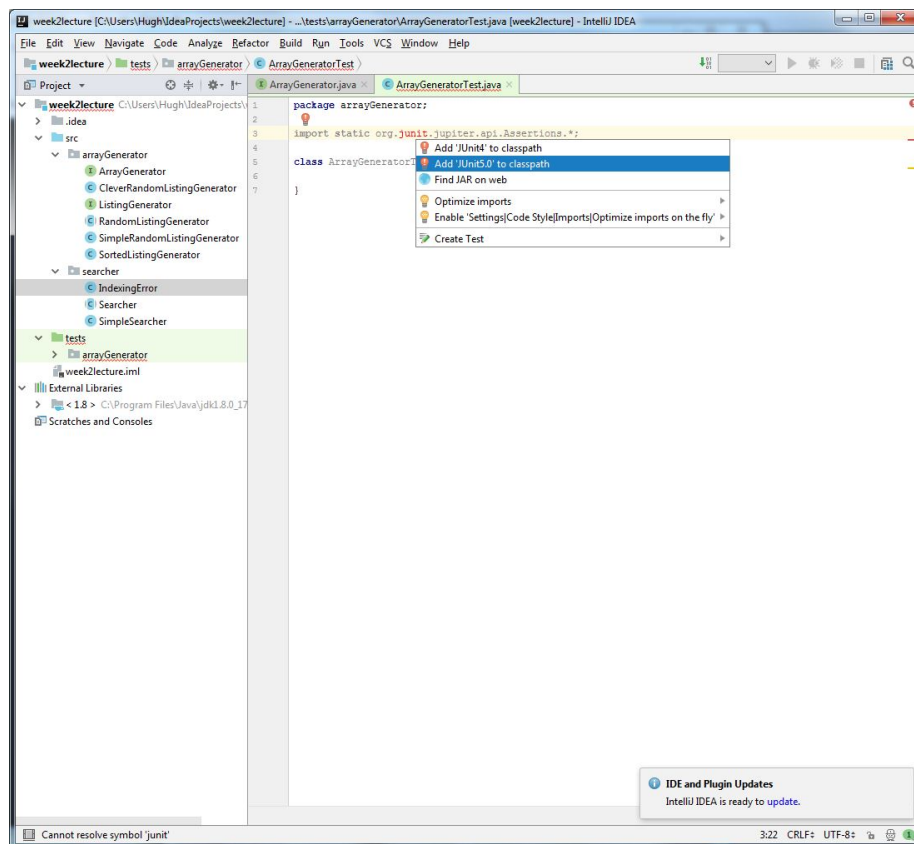 week2lecture [C:\Users\Hugh\IdeaProjects\week2lecture] - ...\tests\arrayGenerator\ArrayGeneratorTest.java [week2lecture] - IntelliJ IDEA
File Edit View Navigate Code Analyze Refactor Build Run Tools VCS Window Help
week2lecture tests arrayGenerator ArrayGeneratorTest
Project ArrayGenerator.java ArrayGeneratorTest.java
week2lecture C:\Users\Hugh\IdeaProjects\
.idea
src
arrayGenerator
ArrayGenerator
CleverRandomListingGenerator
ListingGenerator
RandomListingGenerator
SimpleRandomListingGenerator
SortedListingGenerator
searcher
IndexingError
Searcher
SimpleSearcher
tests
arrayGenerator
week2lecture.iml
External Libraries
< 1.8 > C:\Program Files\Java\jdk1.8.0_17
Scratches and Consoles
1 package arrayGenerator;
2
3 import static org.junit.jupiter.api.Assertions.*;
4
5 class ArrayGeneratorT
6
7 }
Add 'JUnit4' to classpath
Add 'JUnit5.0' to classpath
Find JAR on web
Optimize imports
Enable 'Settings|Code Style|Imports|Optimize imports on the fly'
Create Test
IDE and Plugin Updates
IntelliJ IDEA is ready to update.
Cannot resolve symbol 'junit' 3:22 CRLF UTF-8 1